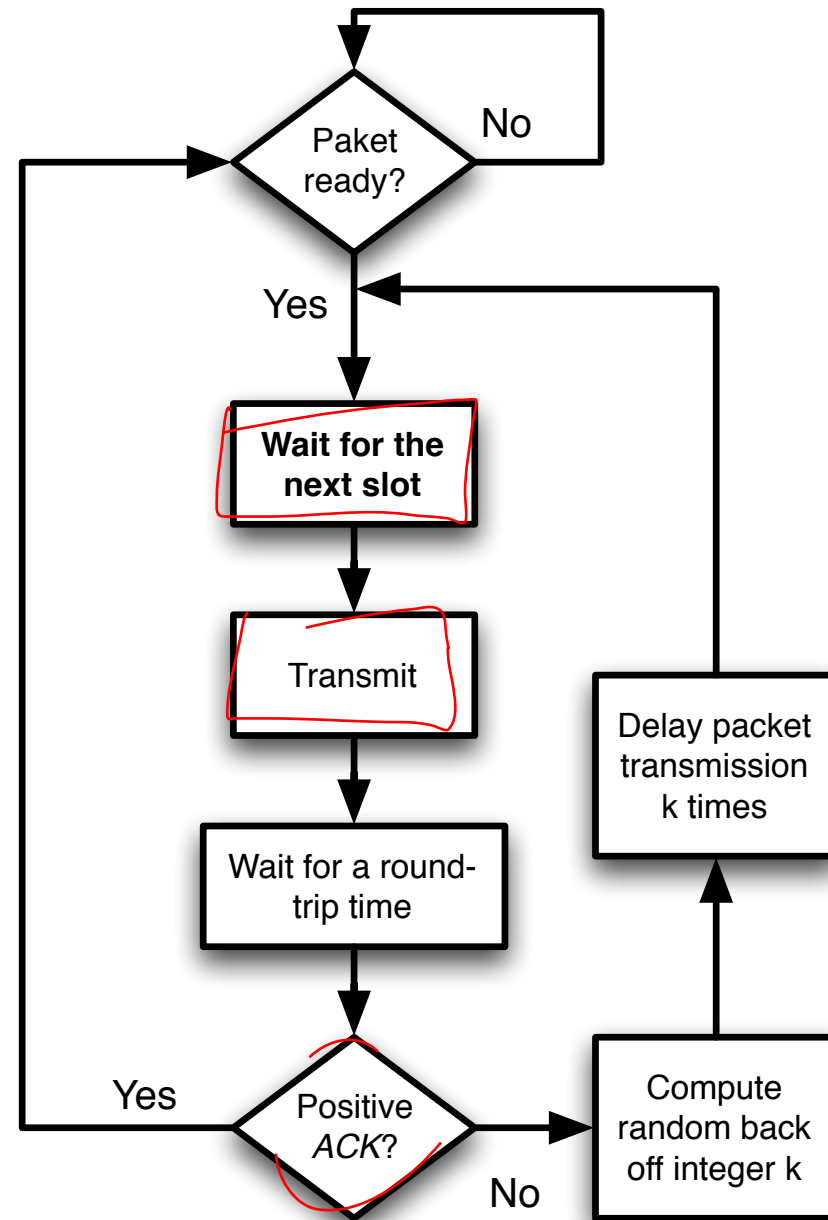 Paket
ready?
No
Yes
Wait for the
next slot
Transmit
Wait for a round-
trip time
Positive
ACK?
Yes
No
Compute
random back
off integer k
Delay packet
transmission
k times